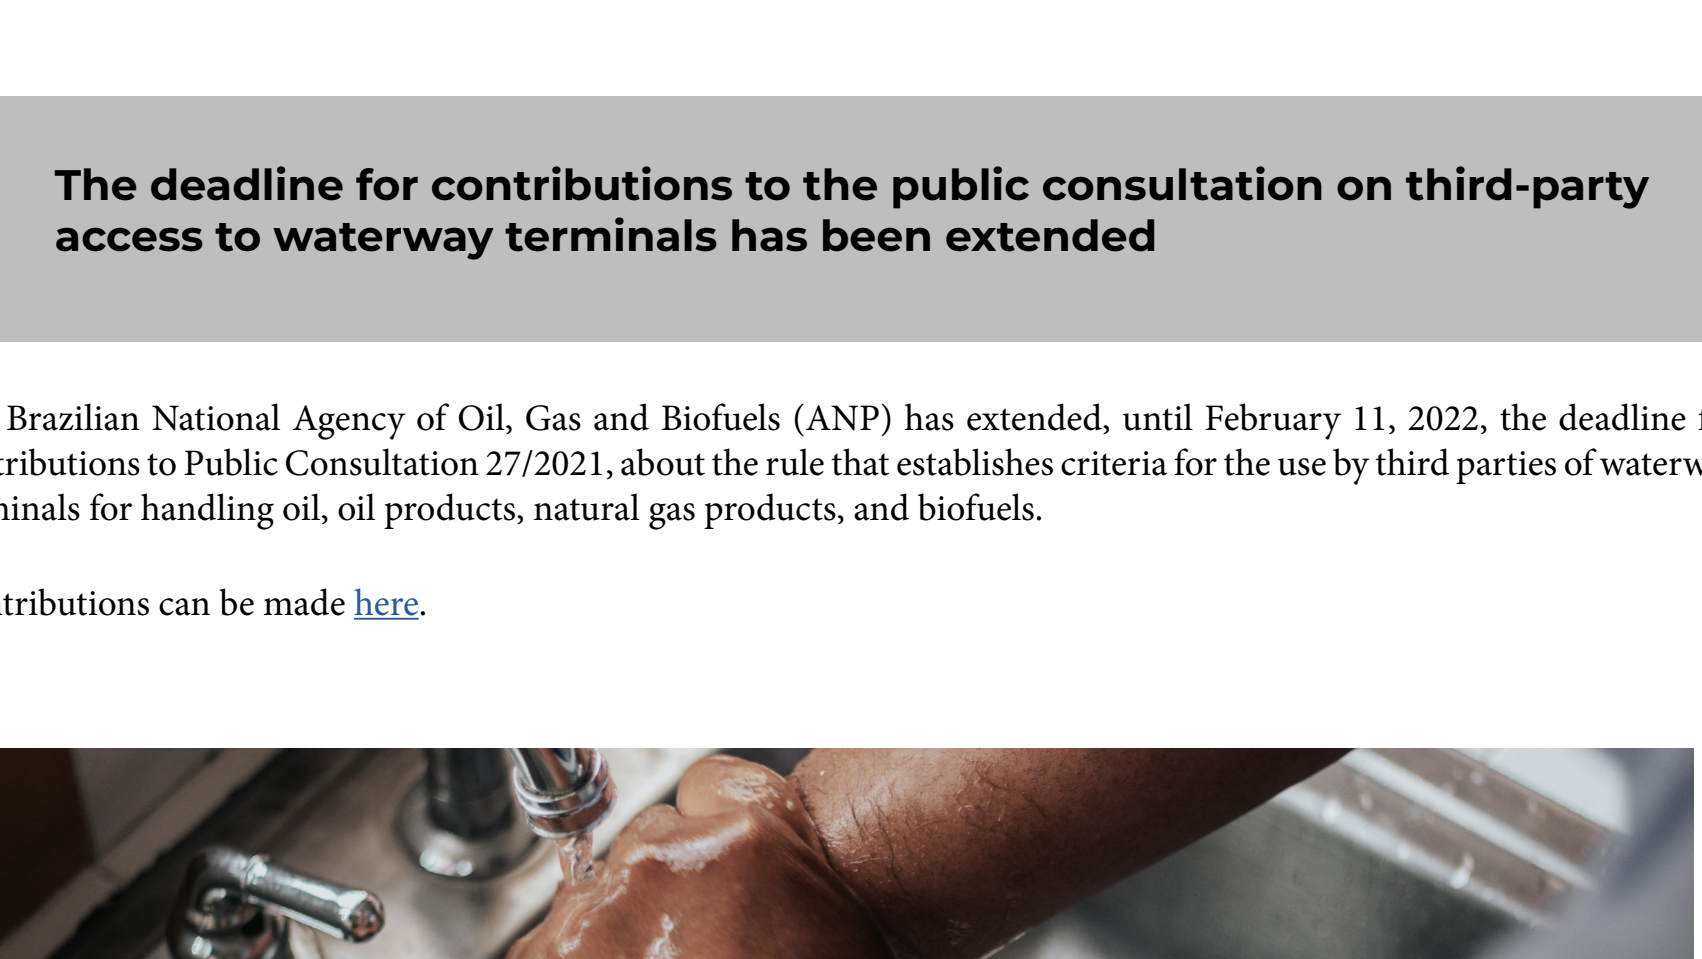 The deadline for contributions to the public consultation on third-party
access to waterway terminals has been extended
Brazilian National Agency of Oil, Gas and Biofuels (ANP) has extended, until February 11, 2022, the deadline
tributions to Public Consultation 27/2021, about the rule that establishes criteria for the use by third parties of waterw
inals for handling oil, oil products, natural gas products, and biofuels.
tributions can be made here.